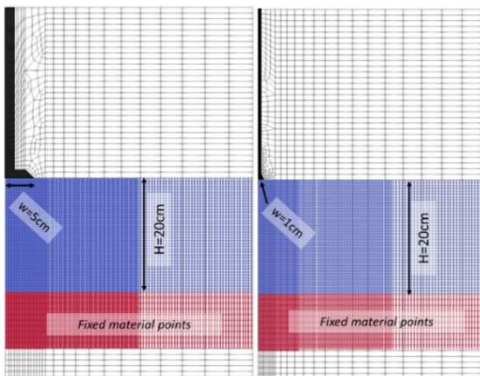 w=5cm
H=20cm
Fixed material points
w=1cm
H=20cm
Fixed material points